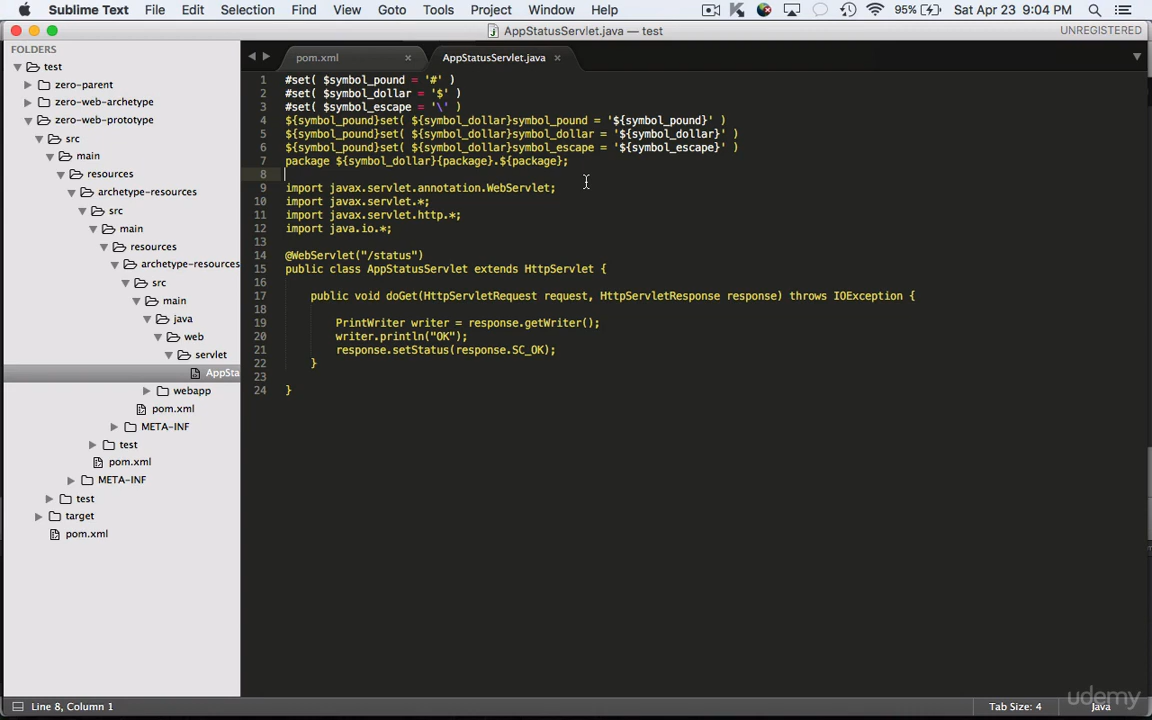 Sublime Text File Edit Selection Find View Goto Tools Project Window Help 95% Sat Apr 23 9:04 PM
AppStatusServlet.java — test
UNREGISTERED
FOLDERS
test
zero-parent
zero-web-archetype
zero-web-prototype
src
main
resources
archetype-resources
src
main
resources
archetype-resources
src
main
java
web
servlet
AppSta
webapp
pom.xml
META-INF
test
pom.xml
META-INF
test
target
pom.xml
pom.xml × AppStatusServlet.java ×
1 #set( $symbol_pound = '#' )
2 #set( $symbol_dollar = '$' )
3 #set( $symbol_escape = '\' )
4 ${symbol_pound}set( ${symbol_dollar}symbol_pound = '${symbol_pound}' )
5 ${symbol_pound}set( ${symbol_dollar}symbol_dollar = '${symbol_dollar}' )
6 ${symbol_pound}set( ${symbol_dollar}symbol_escape = '${symbol_escape}' )
7 package ${symbol_dollar}{package}.${package};
8
9 import javax.servlet.annotation.WebServlet;
10 import javax.servlet.*;
11 import javax.servlet.http.*;
12 import java.io.*;
13
14 @WebServlet("/status")
15 public class AppStatusServlet extends HttpServlet {
16
17 public void doGet(HttpServletRequest request, HttpServletResponse response) throws IOException {
18
19 PrintWriter writer = response.getWriter();
20 writer.println("OK");
21 response.setStatus(response.SC_OK);
22 }
23
24 }
Line 8, Column 1
Tab Size: 4 Java
udemy